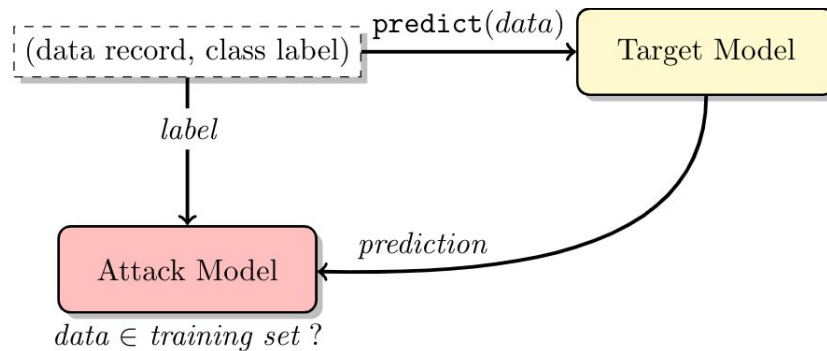 (data record, class label)
predict(data)
Target Model
label
prediction
Attack Model
data ∈ training set ?